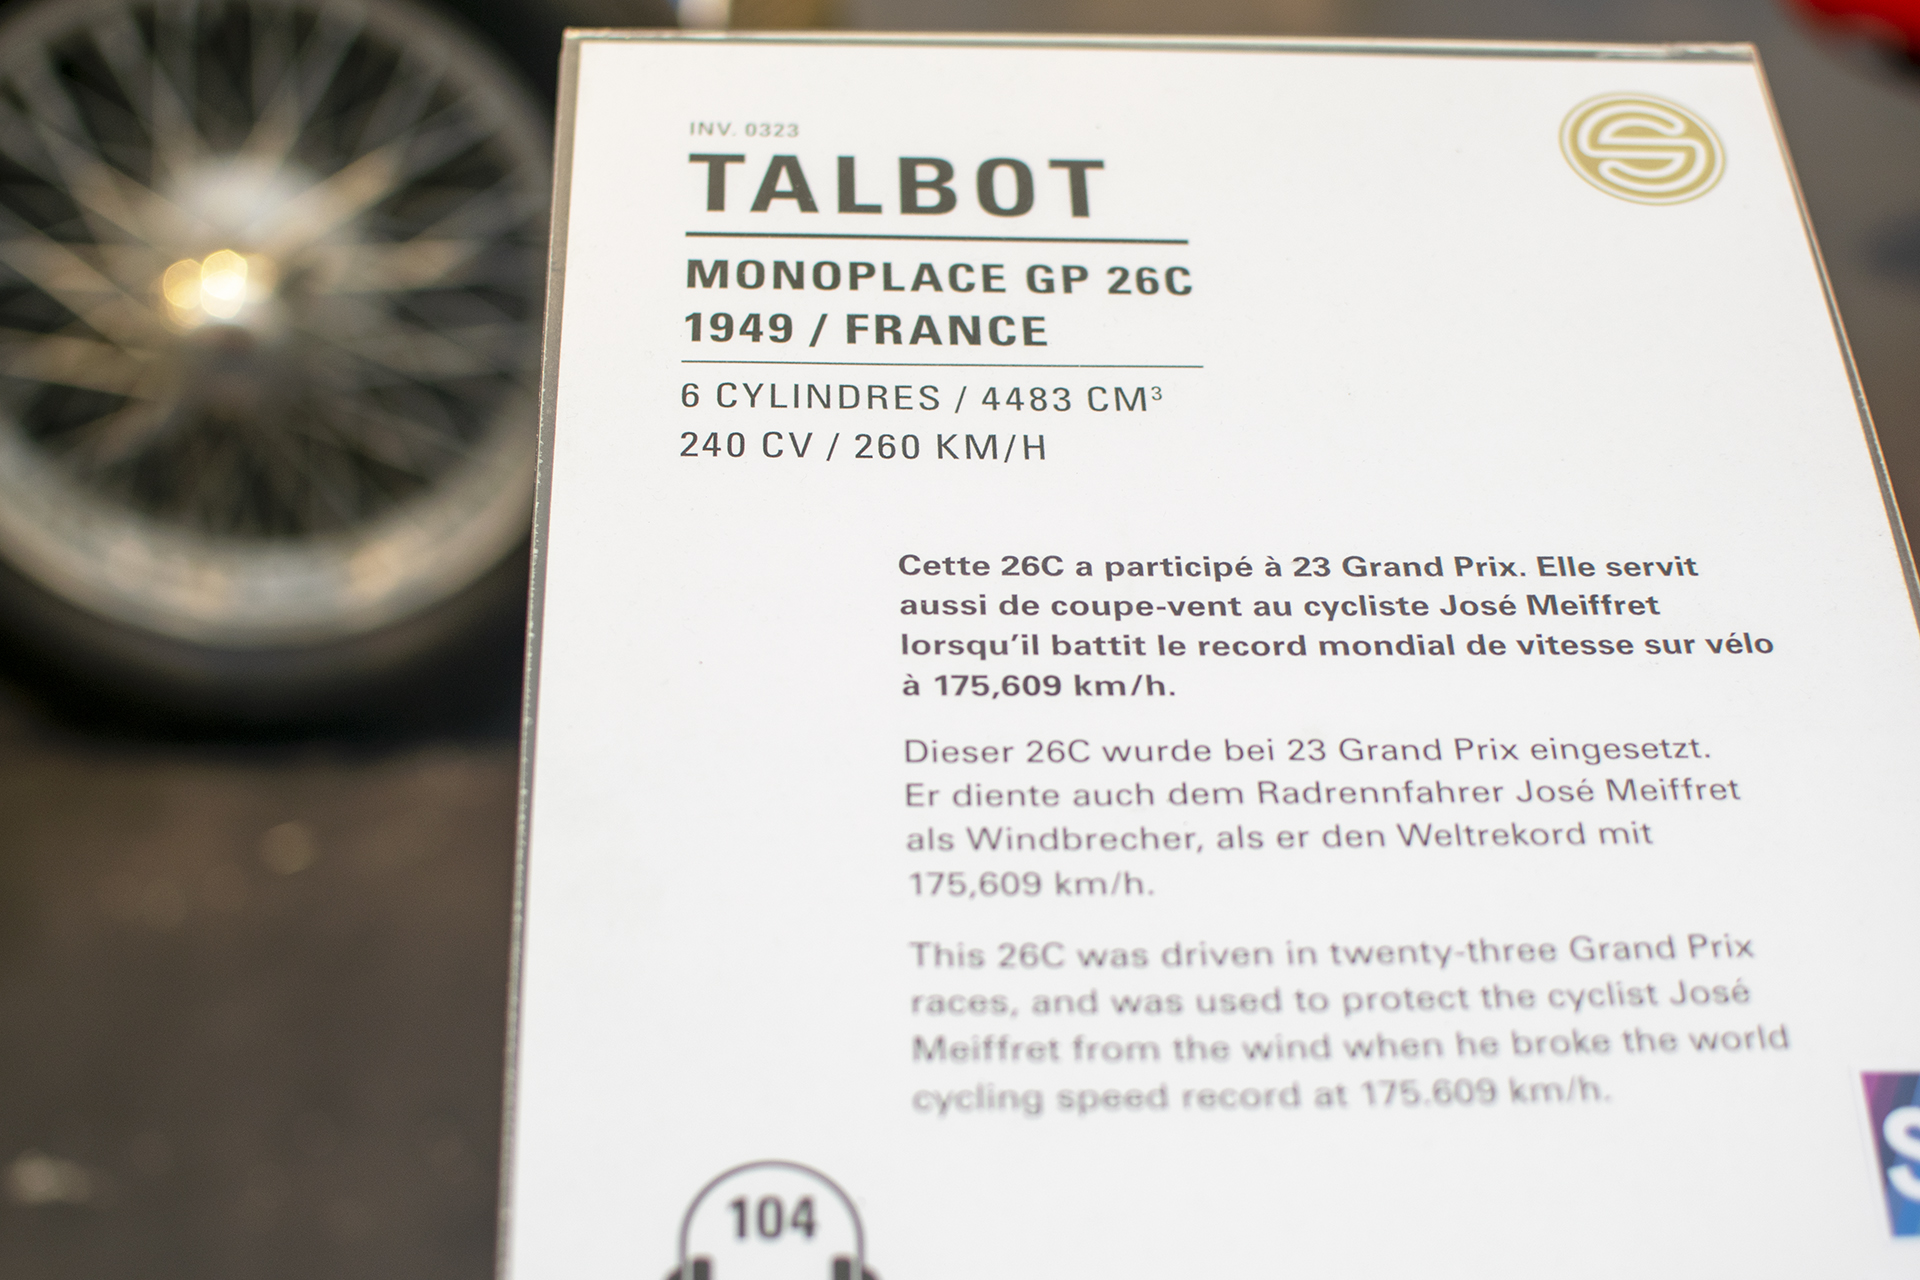 INV. 0323
TALBOT
MONOPLACE GP 26C
1949 / FRANCE
6 CYLINDRES / 4483 CM³
240 CV / 260 KM/H
Cette 26C a participé à 23 Grand Prix. Elle servit
aussi de coupe-vent au cycliste José Meiffret
lorsqu’il battit le record mondial de vitesse sur vélo
à 175,609 km/h.
Dieser 26C wurde bei 23 Grand Prix eingesetzt.
Er diente auch dem Radrennfahrer José Meiffret
als Windbrecher, als er den Weltrekord mit
175,609 km/h.
This 26C was driven in twenty-three Grand Prix
races, and was used to protect the cyclist José
Meiffret from the wind when he broke the world
cycling speed record at 175.609 km/h.
104
S